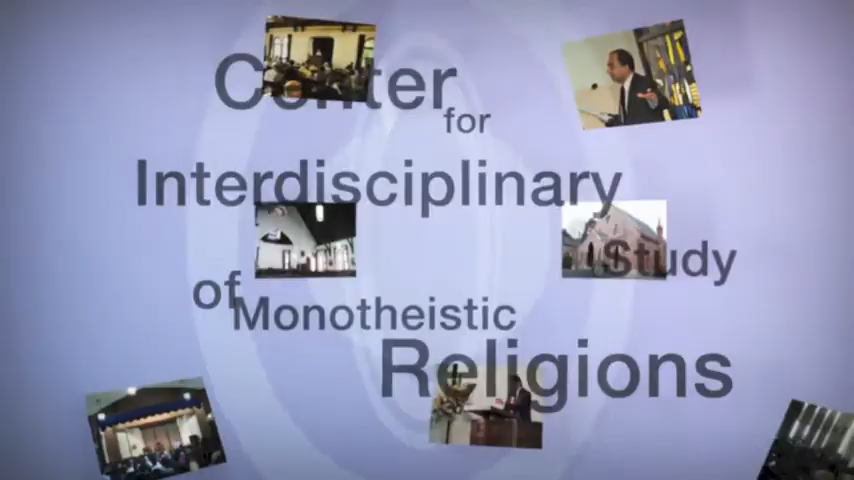 Center
for
Interdisciplinary
Study
of
Monotheistic
Religions